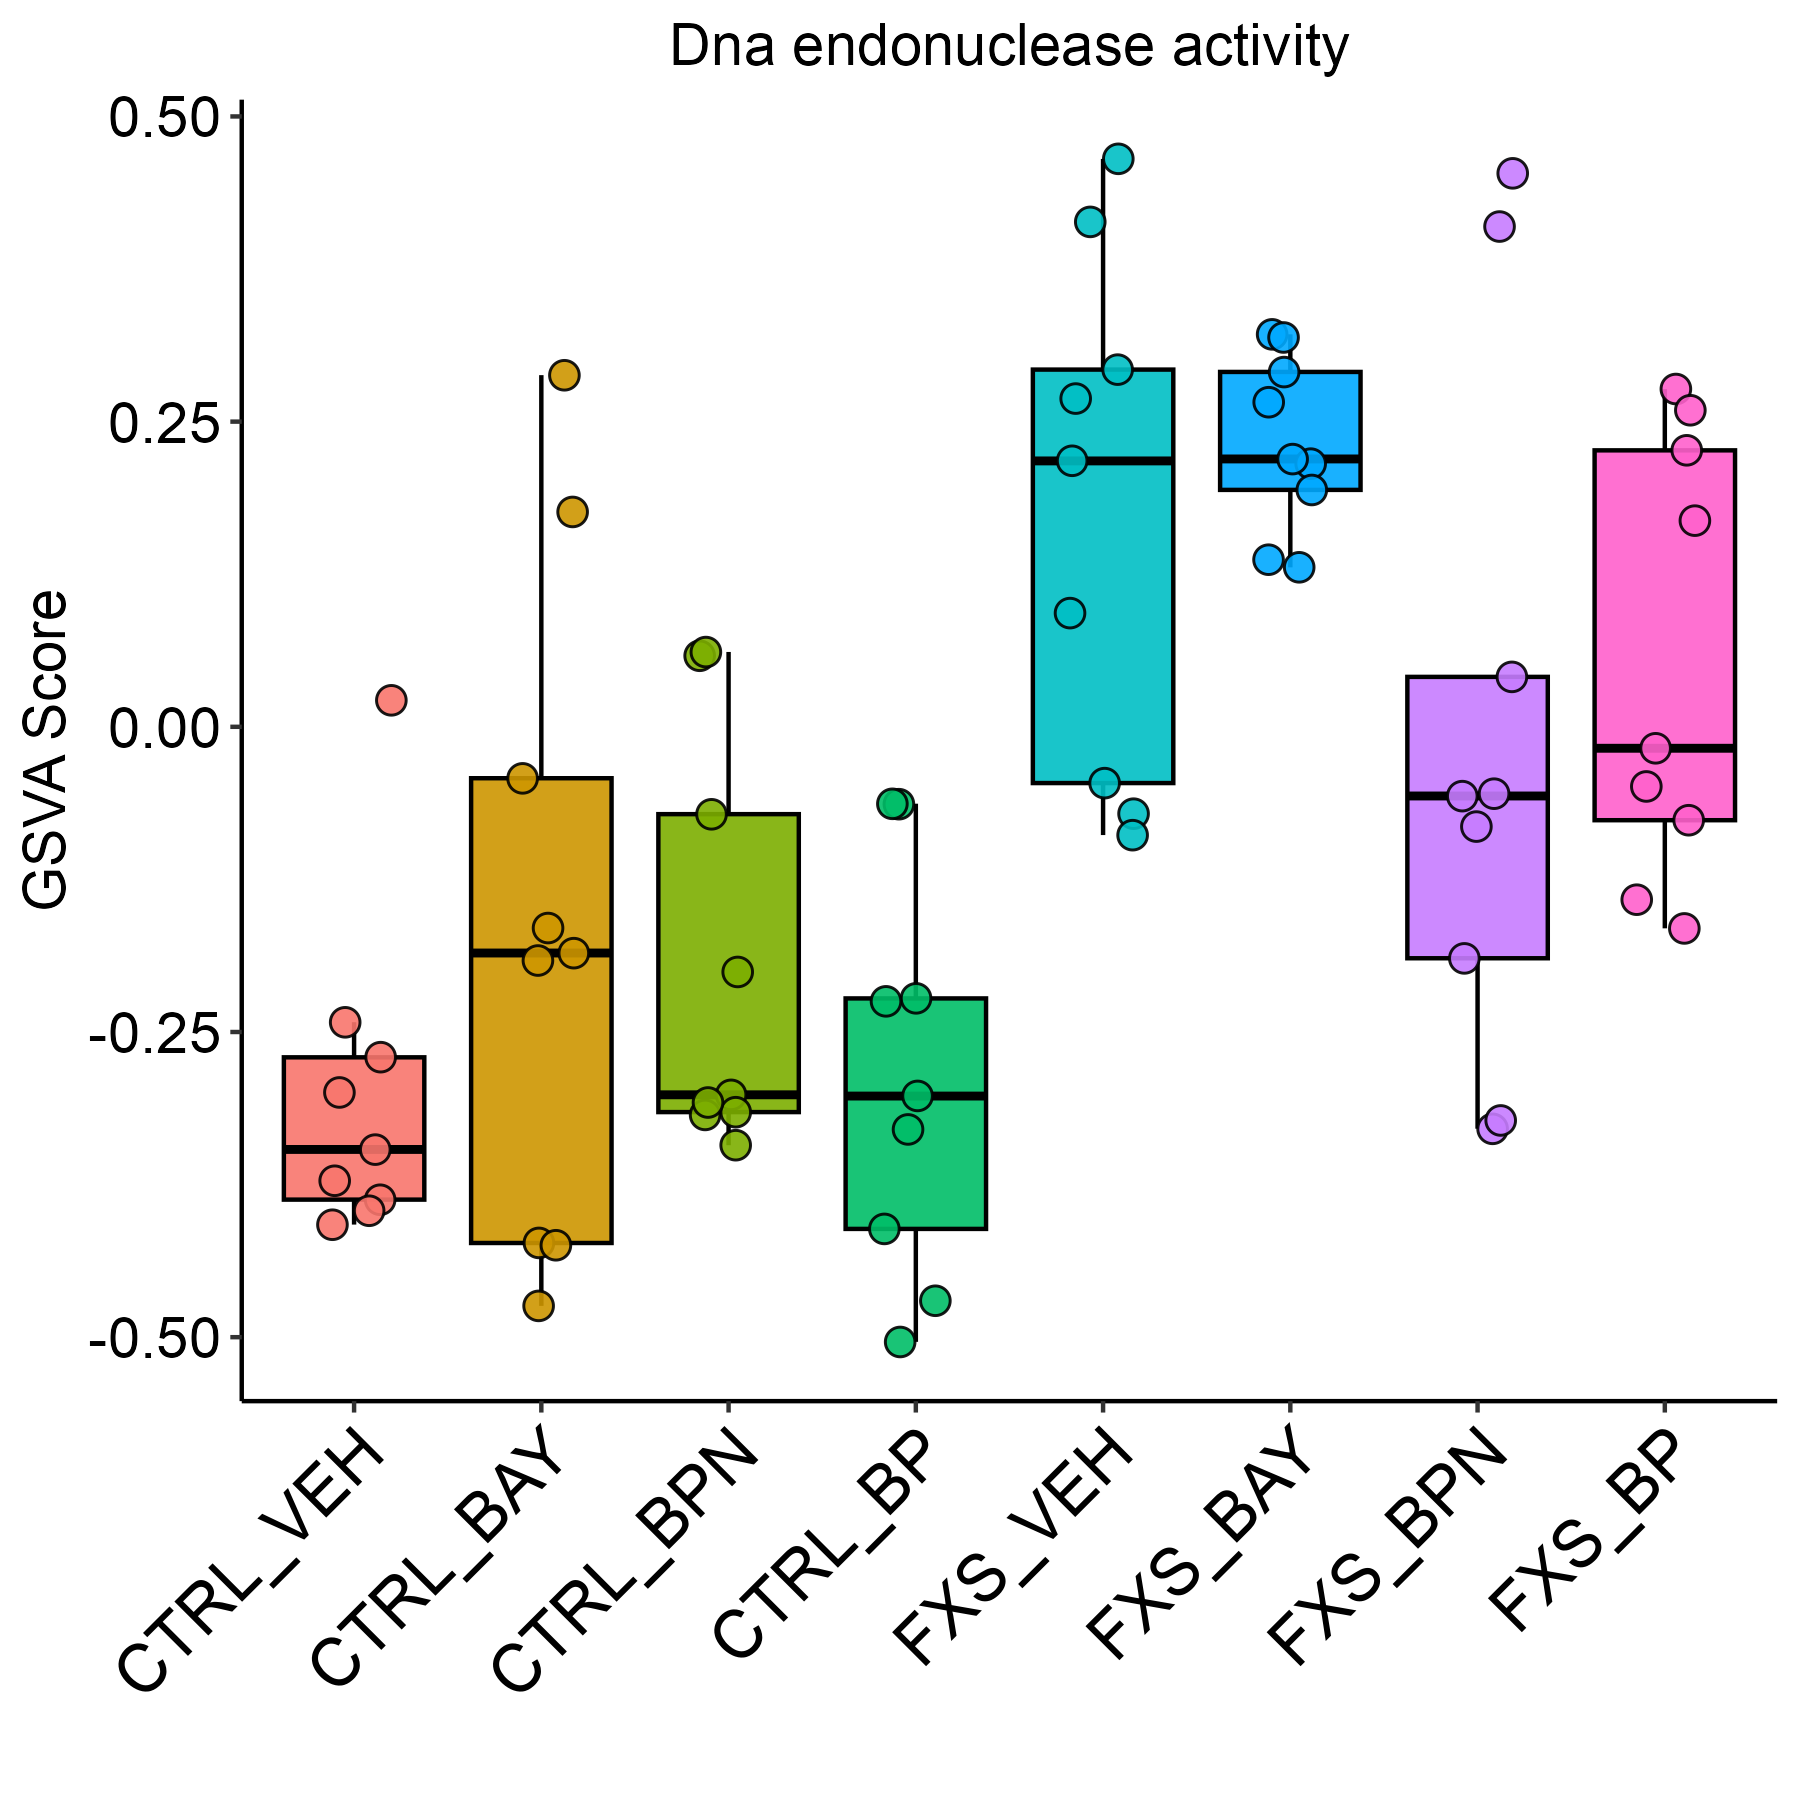 Dna endonuclease activity
GSVA Score
0.50
0.25
0.00
-0.25
-0.50
CTRL_VEH
CTRL_BAY
CTRL_BPN
CTRL_BP
FXS_VEH
FXS_BAY
FXS_BPN
FXS_BP